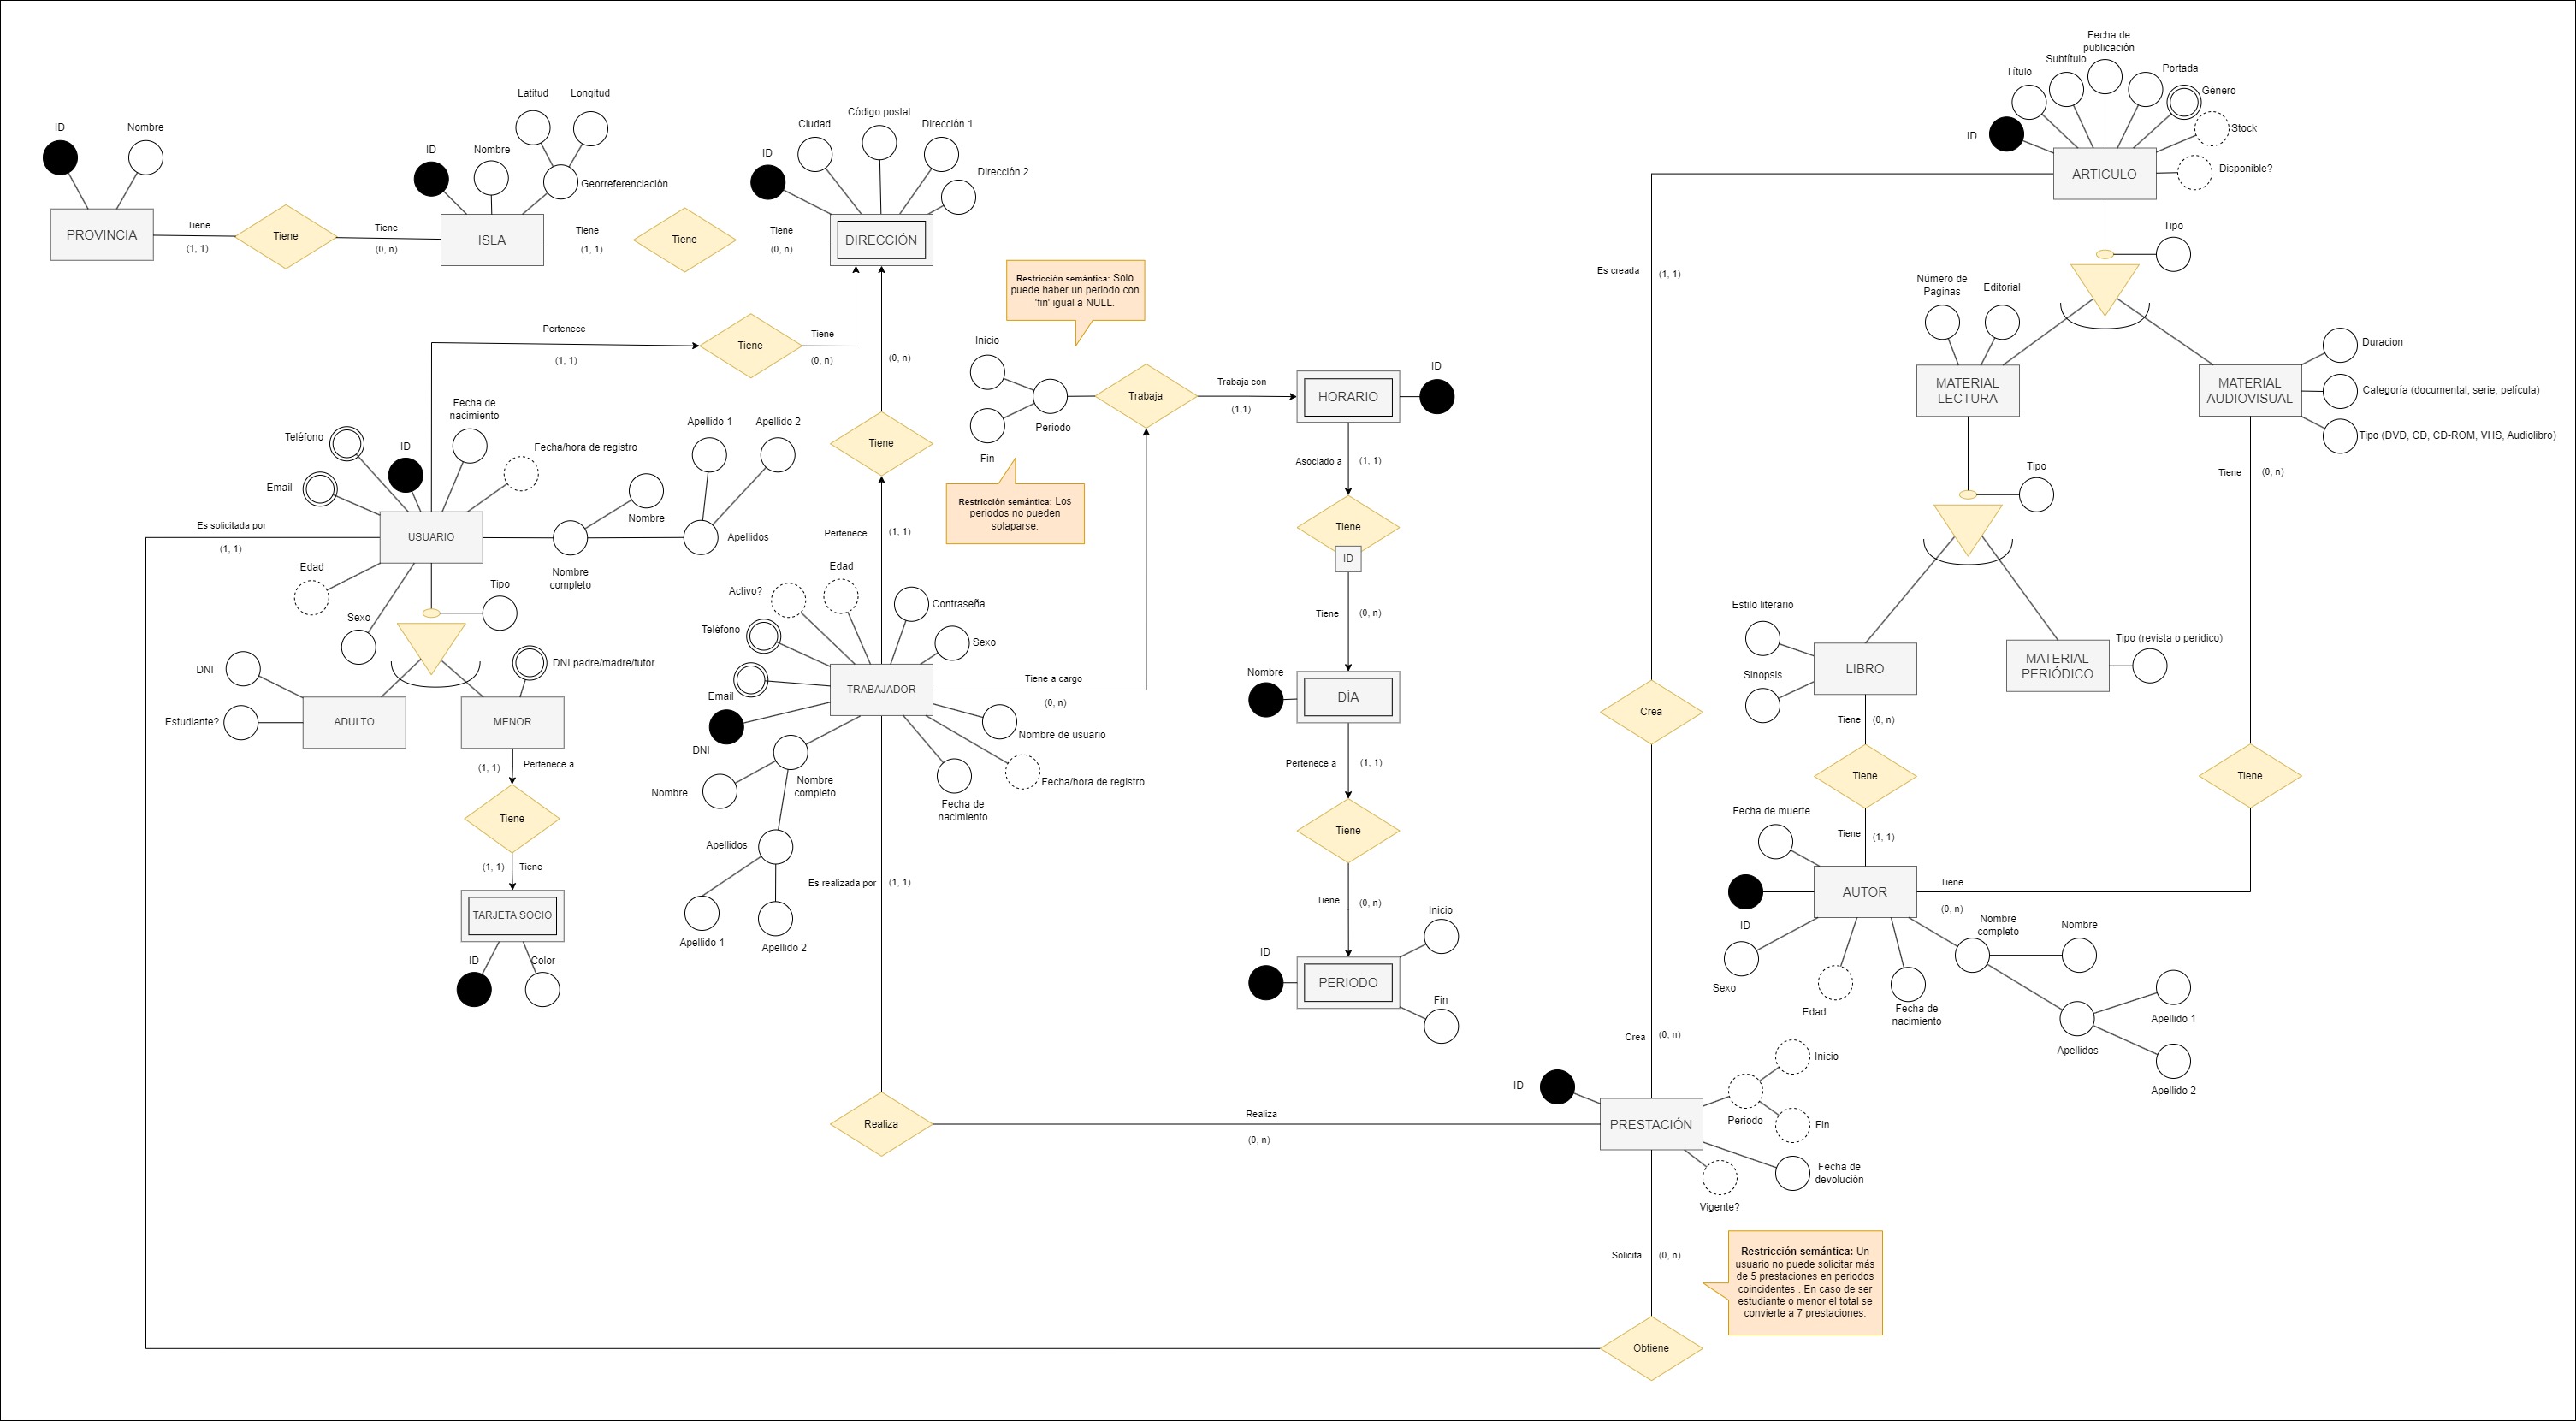 ID
Nombre
PROVINCIA
Tiene
(1, 1)
Tiene
Tiene
(0, n)
Latitud
Longitud
ID
Nombre
Georreferenciación
ISLA
Tiene
(1, 1)
Tiene
Tiene
(0, n)
Ciudad
Código postal
Dirección 1
ID
Dirección 2
DIRECCIÓN
Pertenece
(1, 1)
Tiene
Tiene
(0, n)
(0, n)
Tiene
Pertenece
(1, 1)
Restricción semántica: Solo
puede haber un periodo con
'fin' igual a NULL.
Inicio
Periodo
Fin
Restricción semántica: Los
periodos no pueden
solaparse.
Trabaja
Trabaja con
(1,1)
HORARIO
ID
Asociado a
(1, 1)
Tiene
ID
Tiene
(0, n)
Nombre
DÍA
Pertenece a
(1, 1)
Tiene
Tiene
(0, n)
ID
PERIODO
Inicio
Fin
Teléfono
Email
ID
Fecha de
nacimiento
Fecha/hora de registro
Nombre
Apellido 1
Apellido 2
Apellidos
Nombre
completo
USUARIO
Es solicitada por
(1, 1)
Edad
Sexo
Tipo
DNI
Estudiante?
ADULTO
DNI padre/madre/tutor
MENOR
(1, 1)
Pertenece a
Tiene
(1, 1)
Tiene
TARJETA SOCIO
ID
Color
Activo?
Edad
Contraseña
Teléfono
Sexo
Email
TRABAJADOR
Tiene a cargo
(0, n)
DNI
Nombre de usuario
Fecha/hora de registro
Fecha de
nacimiento
Nombre
completo
Nombre
Apellidos
Apellido 1
Apellido 2
Es realizada por
(1, 1)
Realiza
Realiza
(0, n)
Fecha de
publicación
Subtítulo
Título
Portada
Género
ID
Stock
ARTICULO
Disponible?
Tipo
Es creada
(1, 1)
Crea
Crea
(0, n)
Número de
Paginas
Editorial
MATERIAL
LECTURA
MATERIAL
AUDIOVISUAL
Duracion
Categoría (documental, serie, película)
Tipo (DVD, CD, CD-ROM, VHS, Audiolibro)
Tiene
(0, n)
Tipo
Estilo literario
Sinopsis
LIBRO
MATERIAL
PERIÓDICO
Tipo (revista o peridico)
Tiene
(0, n)
Tiene
Tiene
Tiene
(1, 1)
Fecha de muerte
AUTOR
Tiene
(0, n)
ID
Sexo
Edad
Fecha de
nacimiento
Nombre
completo
Nombre
Apellidos
Apellido 1
Apellido 2
ID
PRESTACIÓN
Inicio
Periodo
Fin
Fecha de
devolución
Vigente?
Solicita
(0, n)
Restricción semántica: Un
usuario no puede solicitar más
de 5 prestaciones en periodos
coincidentes . En caso de ser
estudiante o menor el total se
convierte a 7 prestaciones.
Obtiene